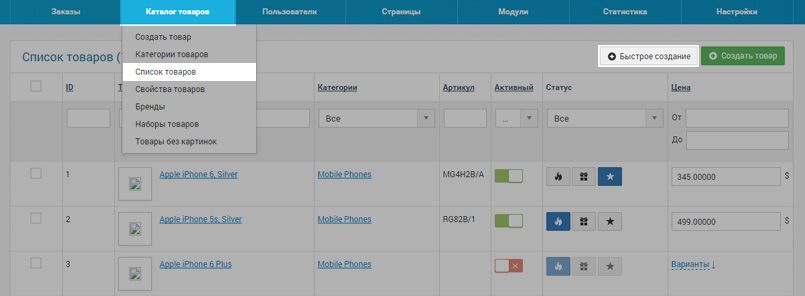 Заказы Каталог товаров Пользователи Страницы Модули Статистика Настройки
Создать товар
Категории товаров
Список товаров
Свойства товаров
Бренды
Наборы товаров
Товары без картинок
Список товаров Быстрое создание Создать товар
ID Категории Артикул Активный Статус Цена
Все ... Все От
До
1 Apple iPhone 6, Silver Mobile Phones MG4H2B/A 345.00000 $
2 Apple iPhone 5s, Silver Mobile Phones RG82B/1 499.00000 $
3 Apple iPhone 6 Plus Mobile Phones Варианты ↓